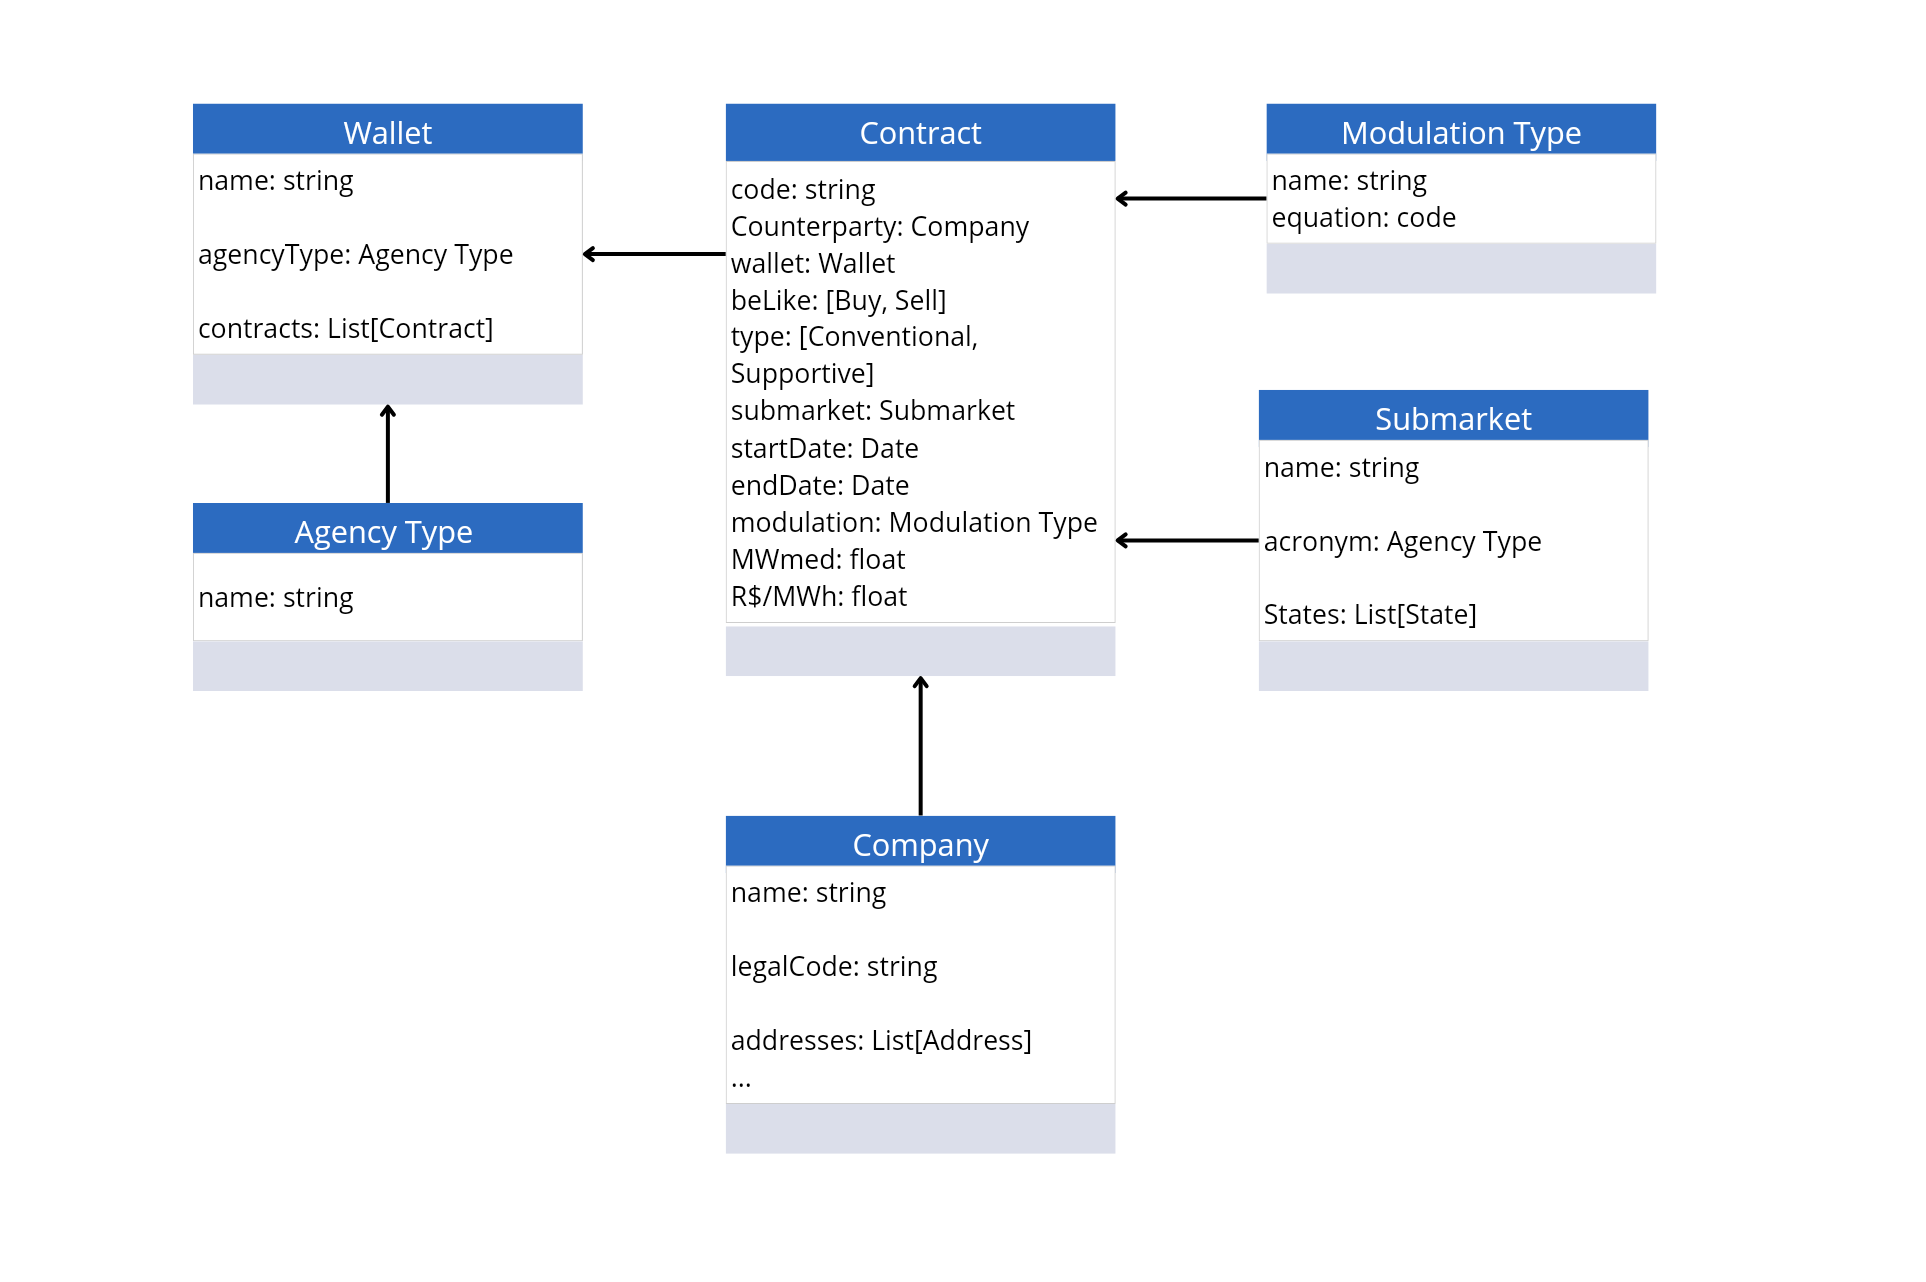 Wallet
name: string
agencyType: Agency Type
contracts: List[Contract]
Agency Type
name: string
Contract
code: string
Counterparty: Company
wallet: Wallet
beLike: [Buy, Sell]
type: [Conventional,
Supportive]
submarket: Submarket
startDate: Date
endDate: Date
modulation: Modulation Type
MWmed: float
R$/MWh: float
Company
name: string
legalCode: string
addresses: List[Address]
...
Modulation Type
name: string
equation: code
Submarket
name: string
acronym: Agency Type
States: List[State]